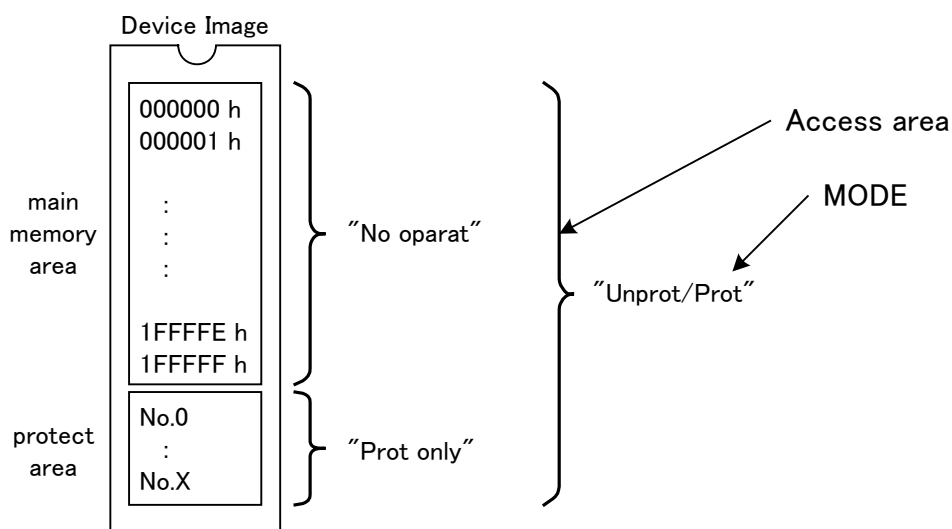 Device Image
000000 h
000001 h
:
:
:
1FFFFE h
1FFFFF h
main
memory
area
"No oparat"
No.0
:
No.X
protect
area
"Prot only"
"Unprot/Prot"
Access area
MODE